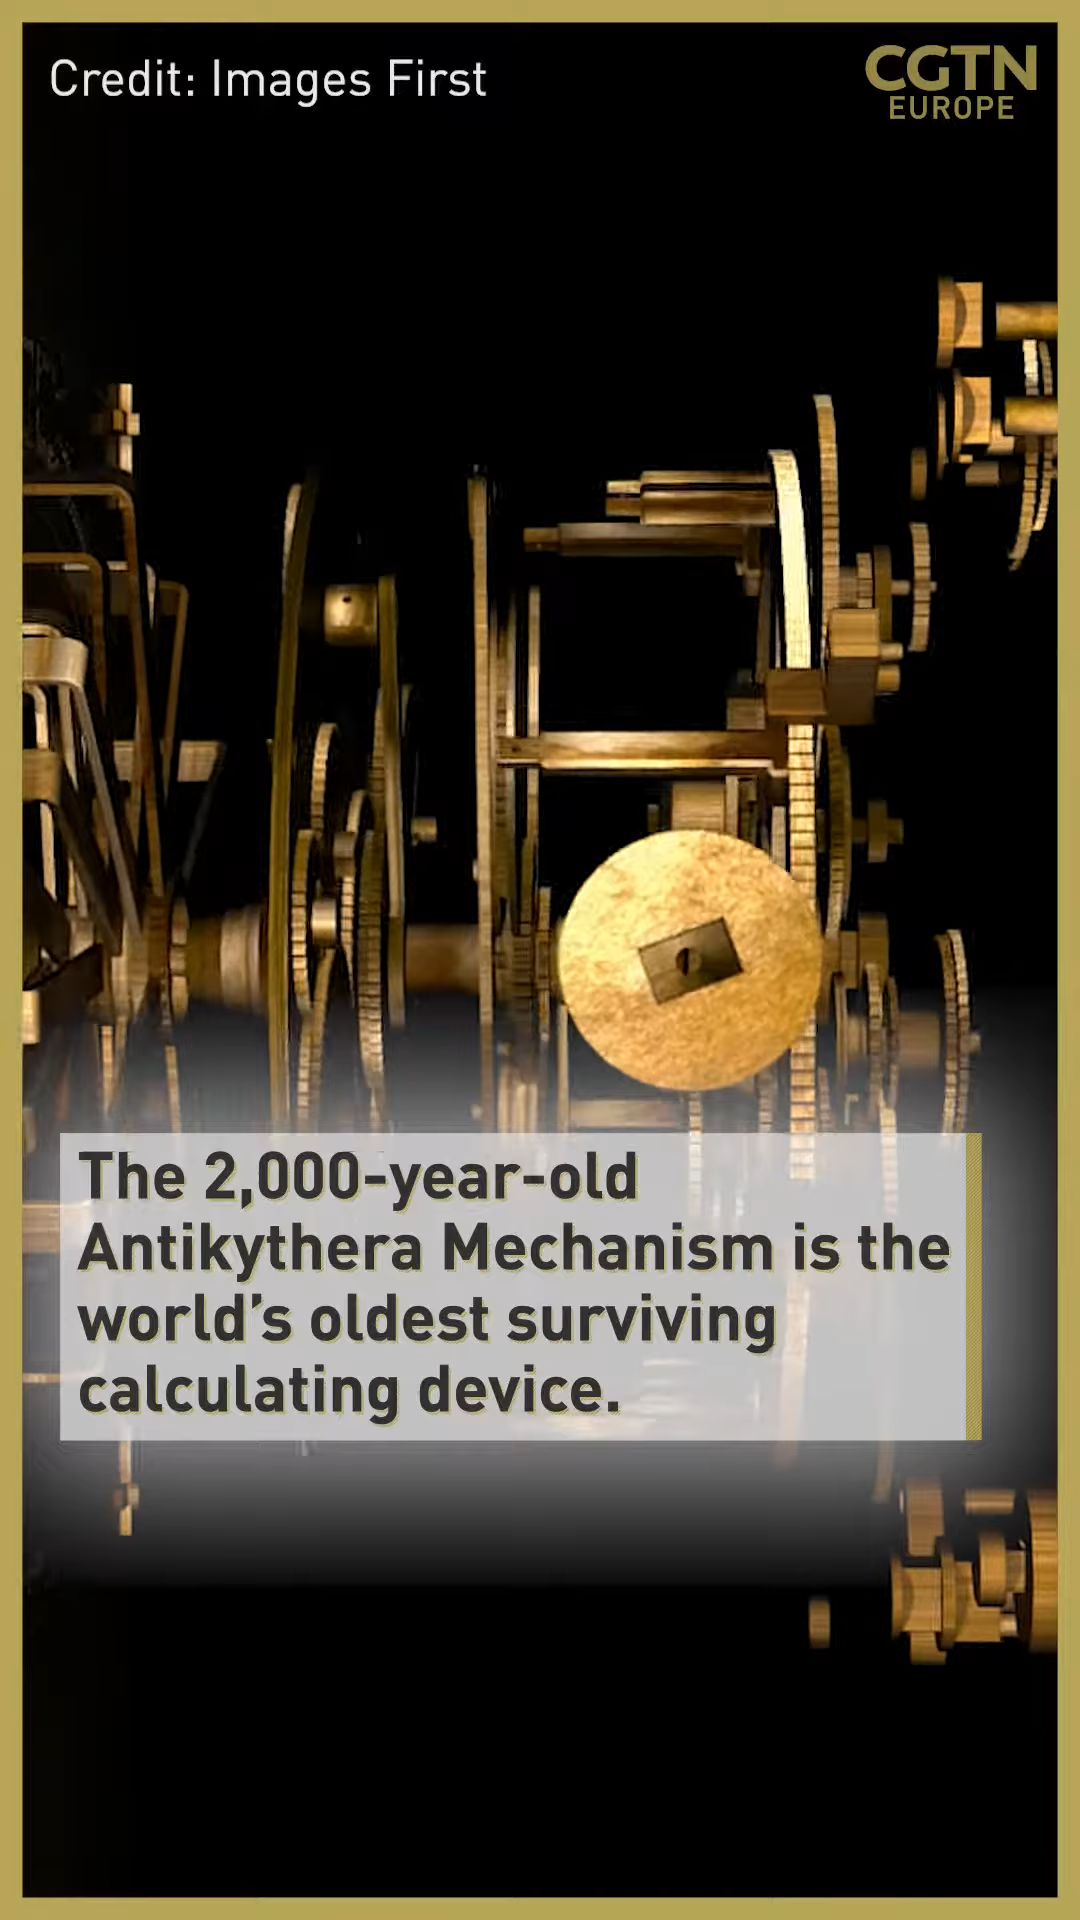 Credit: Images First
CGTN
EUROPE
The 2,000-year-old
Antikythera Mechanism is the
world’s oldest surviving
calculating device.